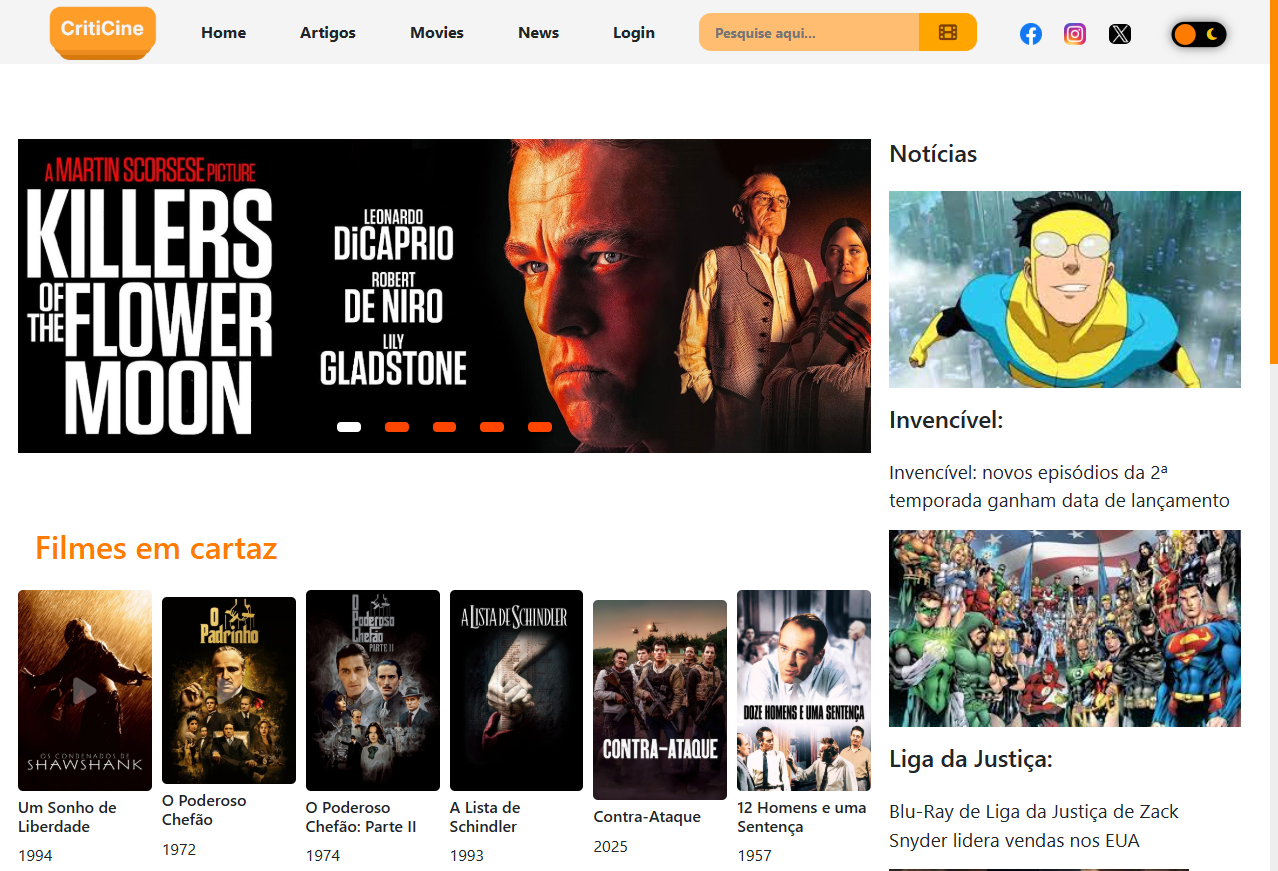 CritiCine
Home
Artigos
Movies
News
Login
Pesquise aqui...
A MARTIN SCORSESE PICTURE
KILLERS
OF THE FLOWER
MOON
LEONARDO
DiCAPRIO
ROBERT
DE NIRO
LILY
GLADSTONE
Notícias
Invencível:
Invencível: novos episódios da 2ª
temporada ganham data de lançamento
Filmes em cartaz
OS CONDENADOS DE
SHAWSHANK
Um Sonho de
Liberdade
1994
O
Padrinho
O Poderoso
Chefão
1972
O
Poderoso
Chefão
PARTE II
O Poderoso
Chefão: Parte II
1974
A LISTA DE SCHINDLER
A Lista de
Schindler
1993
CONTRA-ATAQUE
Contra-Ataque
2025
DOZE HOMENS E UMA SENTENÇA
12 Homens e uma
Sentença
1957
Liga da Justiça:
Blu-Ray de Liga da Justiça de Zack
Snyder lidera vendas nos EUA